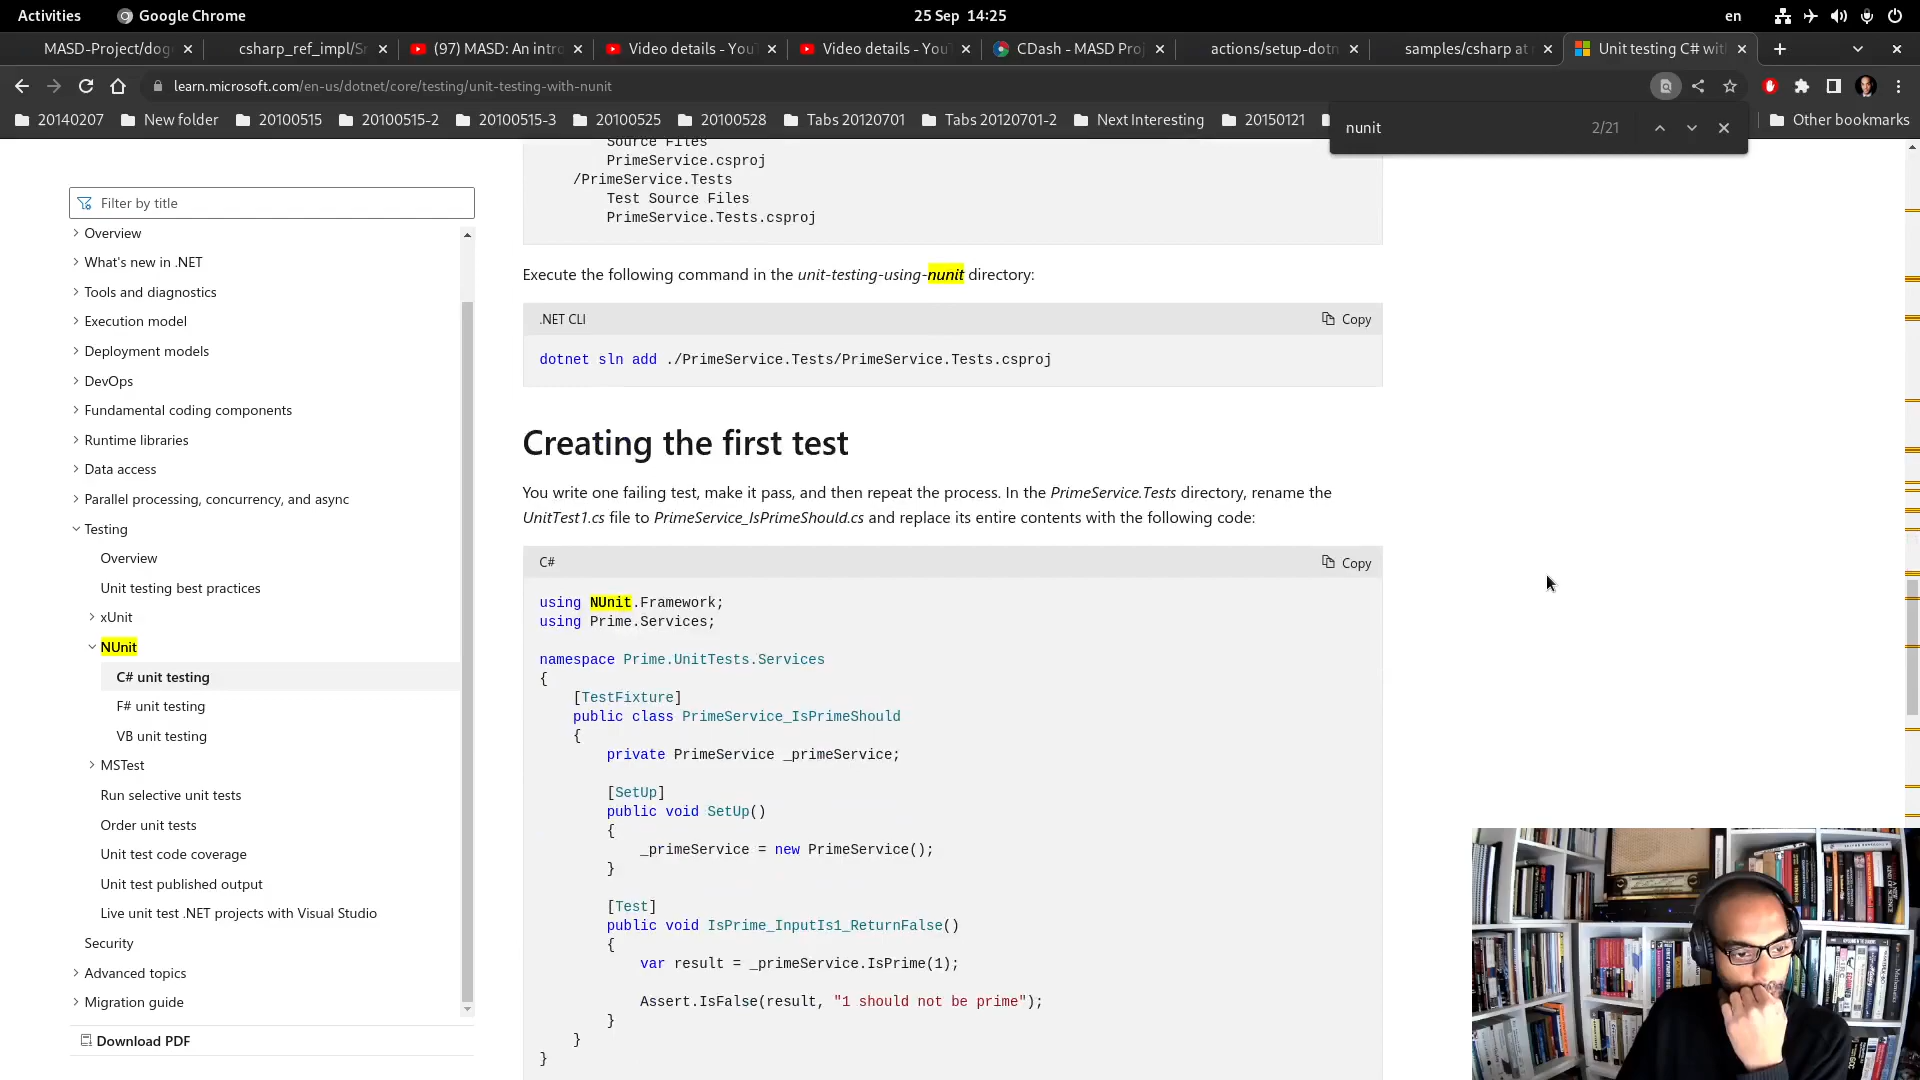 Activities
Google Chrome
25 Sep 14:25
en
MASD-Project/dog
csharp_ref_impl/Sr
(97) MASD: An intro
Video details - You
Video details - You
CDash - MASD Proj
actions/setup-dotn
samples/csharp at
Unit testing C# with
learn.microsoft.com/en-us/dotnet/core/testing/unit-testing-with-nunit
20140207
New folder
20100515
20100515-2
20100515-3
20100525
20100528
Tabs 20120701
Tabs 20120701-2
Next Interesting
20150121
Other bookmarks
nunit
2/21
Filter by title
Overview
What's new in .NET
Tools and diagnostics
Execution model
Deployment models
DevOps
Fundamental coding components
Runtime libraries
Data access
Parallel processing, concurrency, and async
Testing
Overview
Unit testing best practices
xUnit
NUnit
C# unit testing
F# unit testing
VB unit testing
MSTest
Run selective unit tests
Order unit tests
Unit test code coverage
Unit test published output
Live unit test .NET projects with Visual Studio
Security
Advanced topics
Migration guide
Download PDF
Source Files
PrimeService.csproj
/PrimeService.Tests
Test Source Files
PrimeService.Tests.csproj
Execute the following command in the unit-testing-using-nunit directory:
.NET CLI
Copy
dotnet sln add ./PrimeService.Tests/PrimeService.Tests.csproj
Creating the first test
You write one failing test, make it pass, and then repeat the process. In the PrimeService.Tests directory, rename the
UnitTest1.cs file to PrimeService_IsPrimeShould.cs and replace its entire contents with the following code:
C#
Copy
using NUnit.Framework;
using Prime.Services;
namespace Prime.UnitTests.Services
{
[TestFixture]
public class PrimeService_IsPrimeShould
{
private PrimeService _primeService;
[SetUp]
public void SetUp()
{
_primeService = new PrimeService();
}
[Test]
public void IsPrime_InputIs1_ReturnFalse()
{
var result = _primeService.IsPrime(1);
Assert.IsFalse(result, "1 should not be prime");
}
}
}